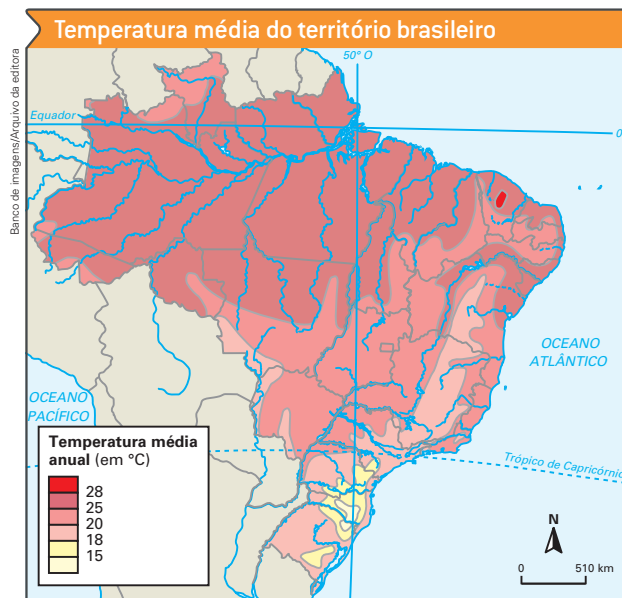 Temperatura média do território brasileiro
Banco de imagens/Arquivo da editora
50° O
Equador
0
OCEANO
ATLÂNTICO
OCEANO
PACÍFICO
Trópico de Capricórnio
Temperatura média
anual (em °C)
28
25
20
18
15
N
0 510 km